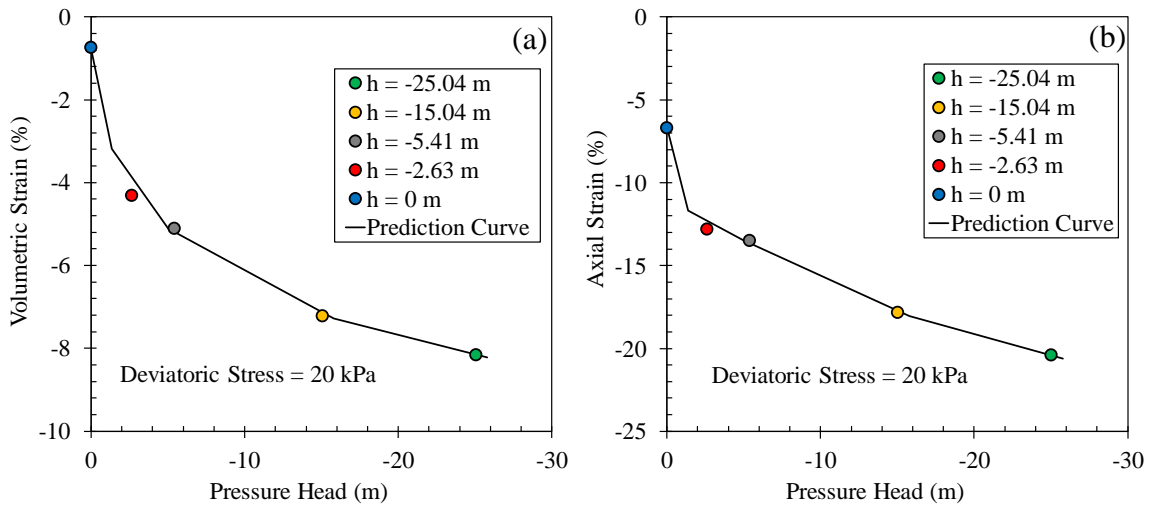 (a)
0
-2
-4
-6
-8
-10
Volumetric Strain (%)
h = -25.04 m
h = -15.04 m
h = -5.41 m
h = -2.63 m
h = 0 m
Prediction Curve
Deviatoric Stress = 20 kPa
0 -10 -20 -30
Pressure Head (m)
(b)
0
-5
-10
-15
-20
-25
Axial Strain (%)
h = -25.04 m
h = -15.04 m
h = -5.41 m
h = -2.63 m
h = 0 m
Prediction Curve
Deviatoric Stress = 20 kPa
0 -10 -20 -30
Pressure Head (m)